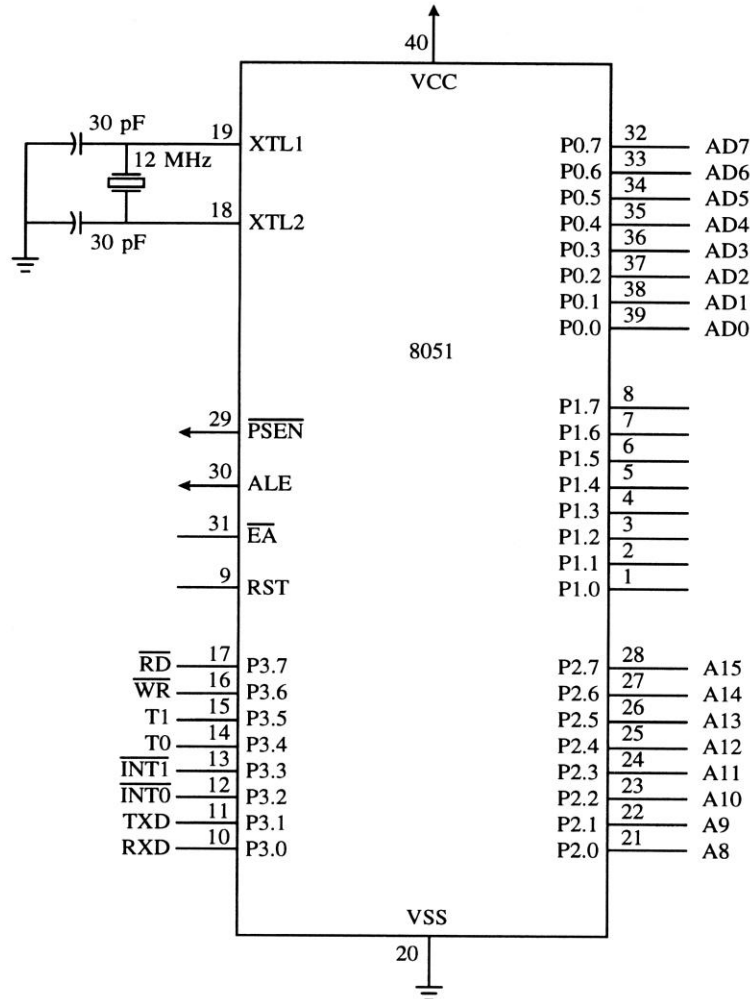 40
VCC
30 pF
19 XTL1
12 MHz
18 XTL2
30 pF
P0.7 32 AD7
P0.6 33 AD6
P0.5 34 AD5
P0.4 35 AD4
P0.3 36 AD3
P0.2 37 AD2
P0.1 38 AD1
P0.0 39 AD0
8051
29 PSEN
30 ALE
31 EA
9 RST
P1.7 8
P1.6 7
P1.5 6
P1.4 5
P1.3 4
P1.2 3
P1.1 2
P1.0 1
RD 17 P3.7
WR 16 P3.6
T1 15 P3.5
T0 14 P3.4
INT1 13 P3.3
INT0 12 P3.2
TXD 11 P3.1
RXD 10 P3.0
P2.7 28 A15
P2.6 27 A14
P2.5 26 A13
P2.4 25 A12
P2.3 24 A11
P2.2 23 A10
P2.1 22 A9
P2.0 21 A8
VSS
20